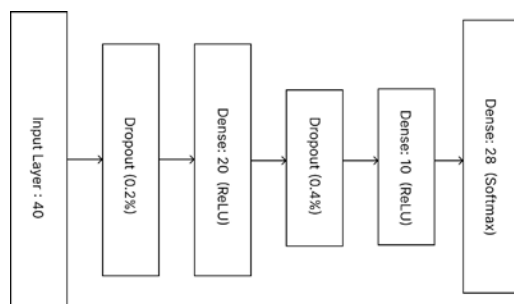 Input Layer : 40
Dropout (0.2%)
Dense: 20 (ReLU)
Dropout (0.4%)
Dense: 10 (ReLU)
Dense: 28 (Softmax)